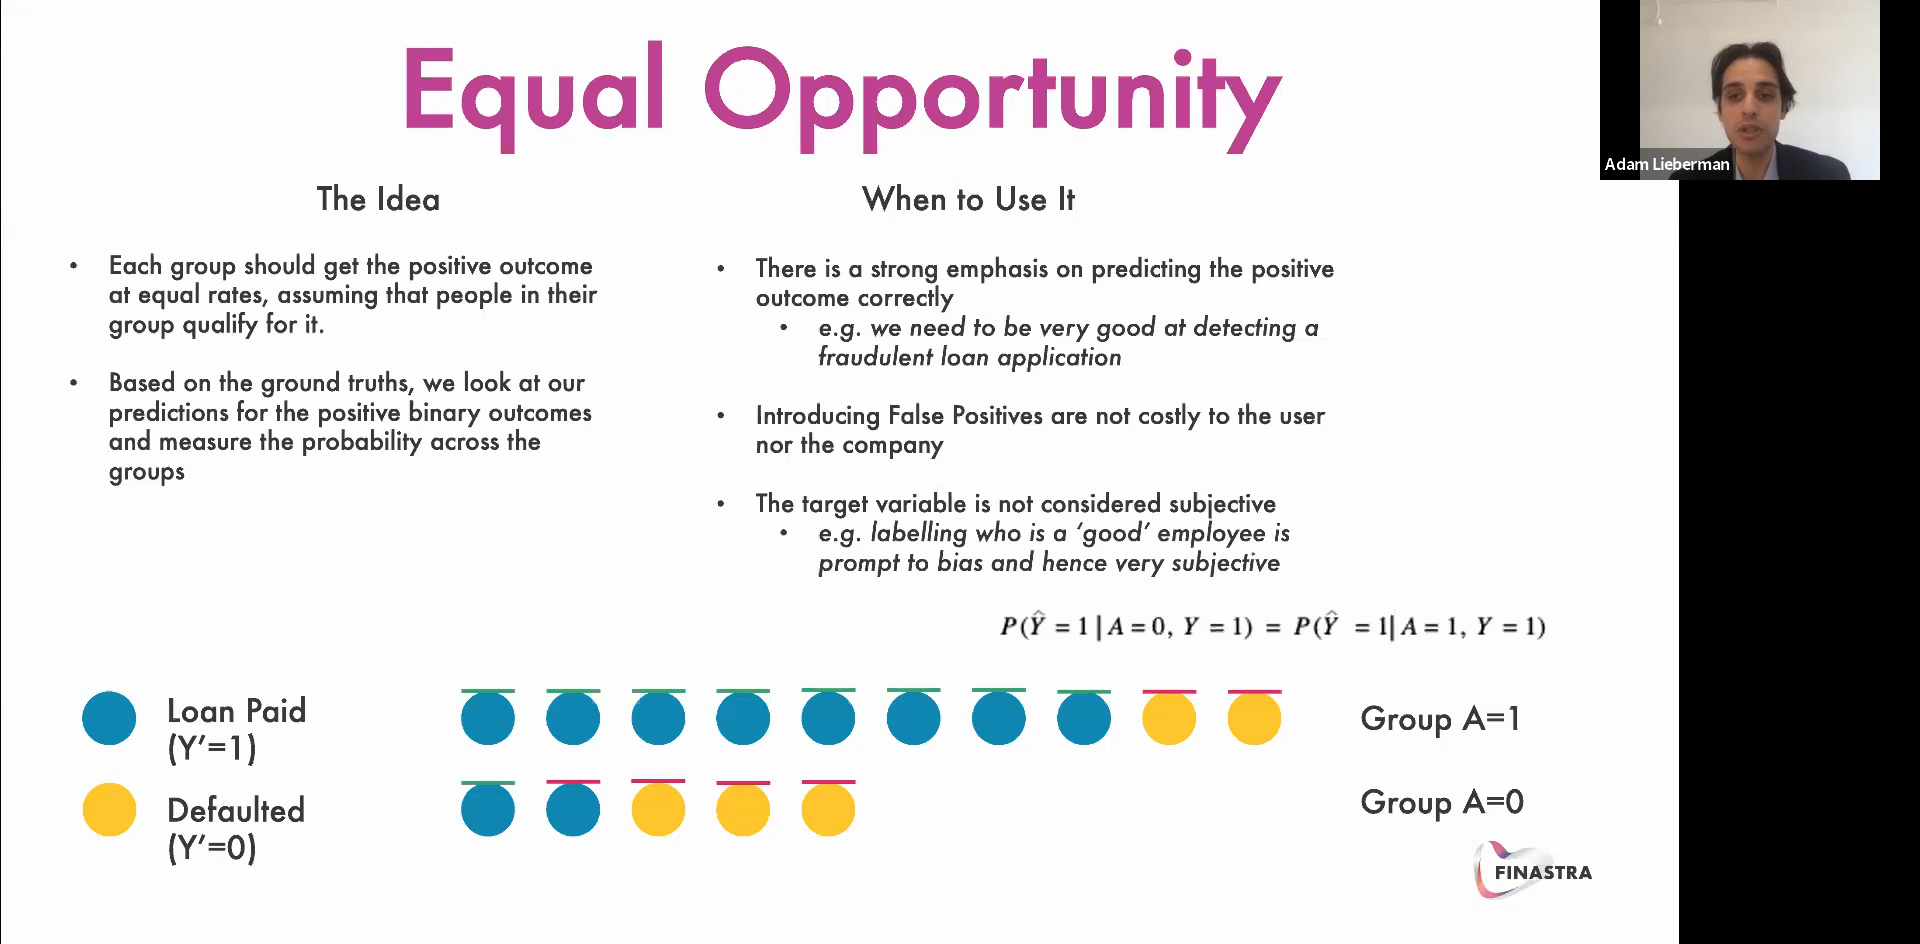 Equal Opportunity
Adam Lieberman
The Idea
• Each group should get the positive outcome
at equal rates, assuming that people in their
group qualify for it.
• Based on the ground truths, we look at our
predictions for the positive binary outcomes
and measure the probability across the
groups
When to Use It
• There is a strong emphasis on predicting the positive
outcome correctly
• e.g. we need to be very good at detecting a
fraudulent loan application
• Introducing False Positives are not costly to the user
nor the company
• The target variable is not considered subjective
• e.g. labelling who is a ‘good’ employee is
prompt to bias and hence very subjective
P(Ŷ = 1 | A = 0, Y = 1) = P(Ŷ = 1| A = 1, Y = 1)
Loan Paid
(Y’=1)
Group A=1
Defaulted
(Y’=0)
Group A=0
FINASTRA